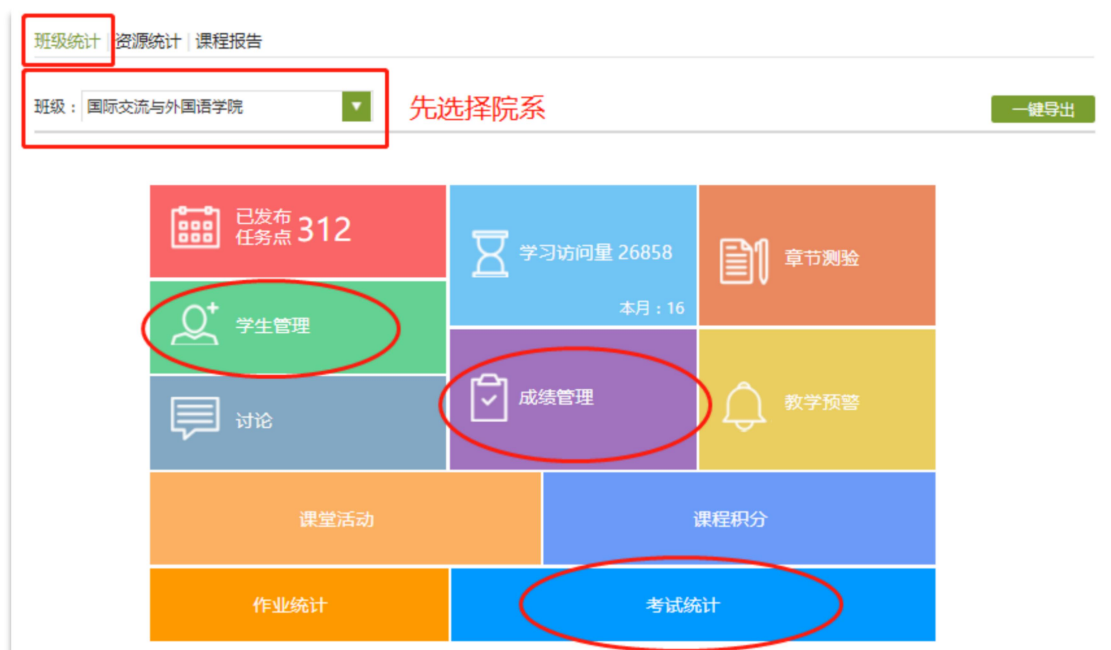 班级统计 | 资源统计 | 课程报告
班级：国际交流与外国语学院
先选择院系
一键导出
已发布
任务点 312
学习访问量 26858
本月：16
章节测验
学生管理
讨论
成绩管理
教学预警
课堂活动
课程积分
作业统计
考试统计